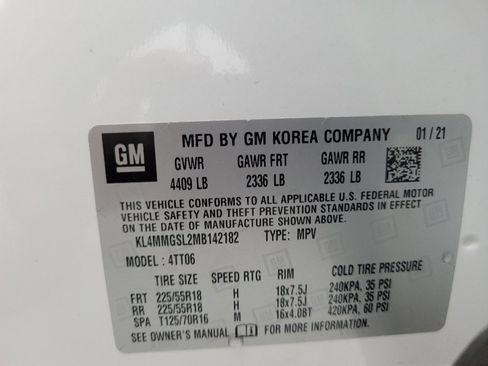 GM
MFD BY GM KOREA COMPANY 01/21
GVWR GAWR FRT GAWR RR
4409 LB 2336 LB 2336 LB
THIS VEHICLE CONFORMS TO ALL APPLICABLE U.S. FEDERAL MOTOR
VEHICLE SAFETY AND THEFT PREVENTION STANDARDS IN EFFECT
ON THE DATE OF MANUFACTURE SHOWN ABOVE.
KL4MMGSL2MB142182 TYPE: MPV
MODEL: 4TT06
TIRE SIZE SPEED RTG RIM COLD TIRE PRESSURE
FRT 225/55R18 H 18x7.5J 240KPA, 35 PSI
RR 225/55R18 H 18x7.5J 240KPA, 35 PSI
SPA T125/70R16 M 16x4.0BT 420KPA, 60 PSI
SEE OWNER'S MANUAL FOR MORE INFORMATION.